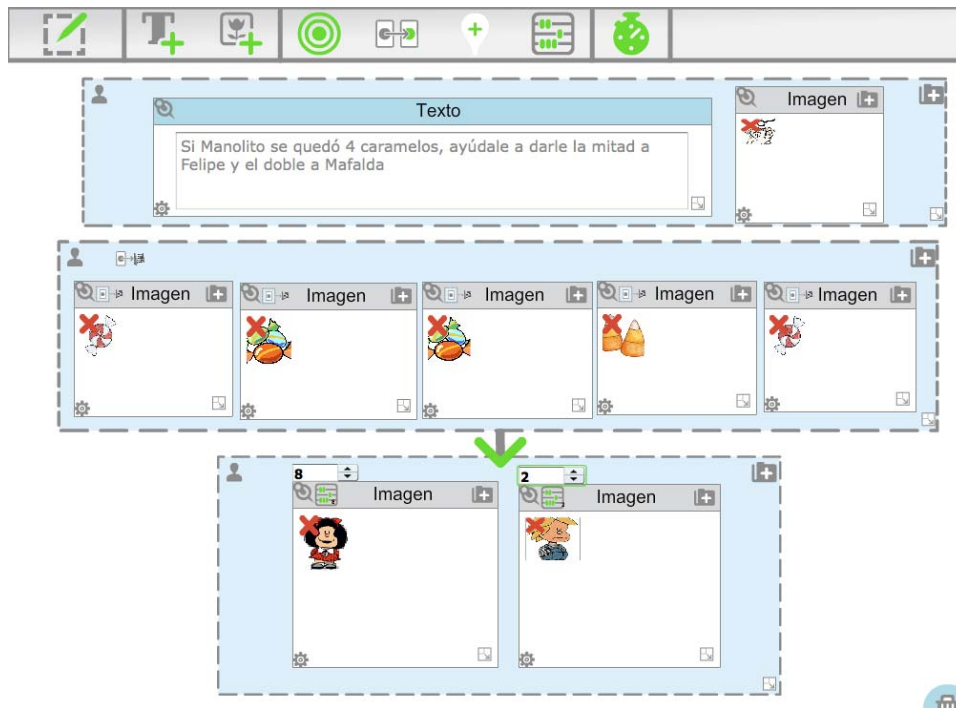 Texto
Imagen
Si Manolito se quedó 4 caramelos, ayúdale a darle la mitad a
Felipe y el doble a Mafalda
Imagen
Imagen
Imagen
Imagen
Imagen
8
2
Imagen
Imagen